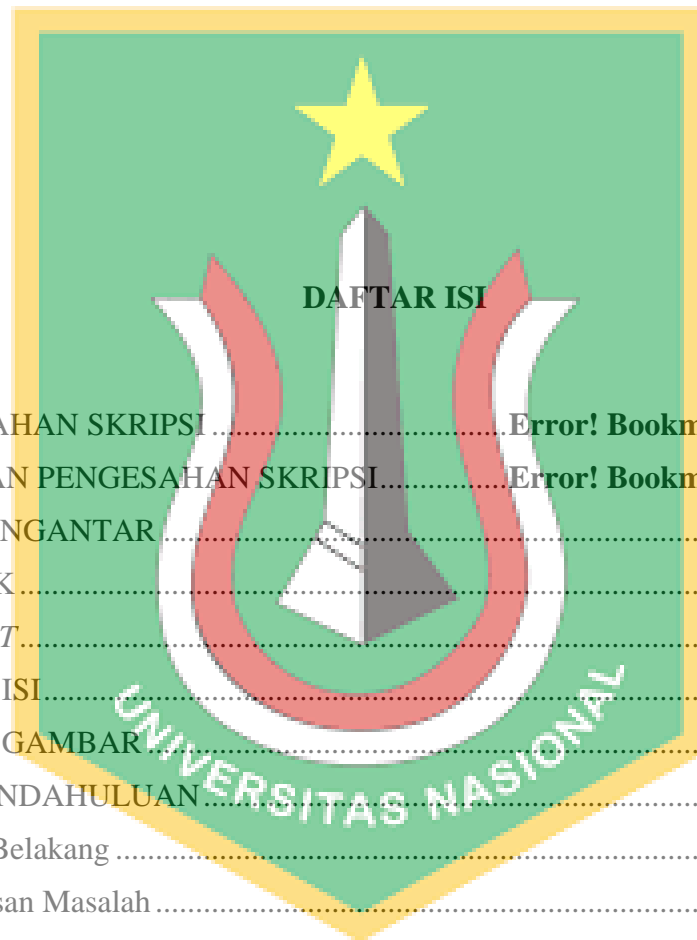 DAFTAR ISI
AHAN SKRIPSI Error! Bookm
AN PENGESAHAN SKRIPSI Error! Bookm
NGANTAR
K
T
ISI
GAMBAR
NDAHULUAN
Belakang
san Masalah
UNIVERSITAS NASIONAL